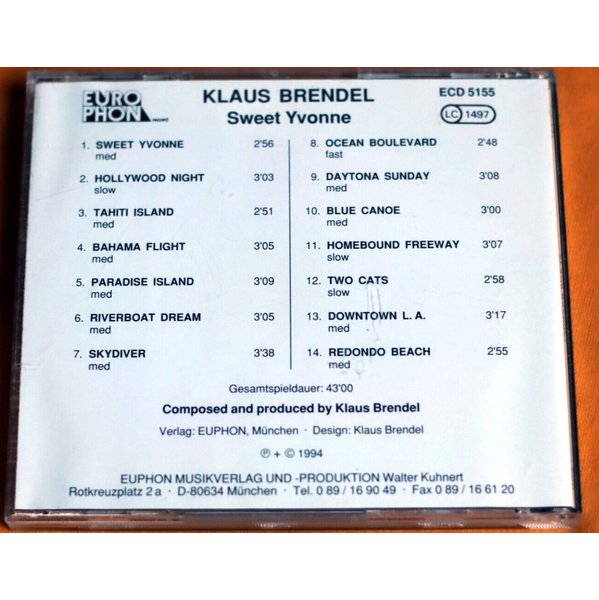 EURO
PHON record
KLAUS BRENDEL
Sweet Yvonne
ECD 5155
LC 1497
1. SWEET YVONNE 2'56
med
2. HOLLYWOOD NIGHT 3'03
slow
3. TAHITI ISLAND 2'51
med
4. BAHAMA FLIGHT 3'05
med
5. PARADISE ISLAND 3'09
med
6. RIVERBOAT DREAM 3'05
med
7. SKYDIVER 3'38
med
8. OCEAN BOULEVARD 2'48
fast
9. DAYTONA SUNDAY 3'08
med
10. BLUE CANOE 3'00
med
11. HOMEBOUND FREEWAY 3'07
slow
12. TWO CATS 2'58
slow
13. DOWNTOWN L. A. 3'17
med
14. REDONDO BEACH 2'55
med
Gesamtspieldauer: 43'00
Composed and produced by Klaus Brendel
Verlag: EUPHON, München · Design: Klaus Brendel
℗ + © 1994
EUPHON MUSIKVERLAG UND -PRODUKTION Walter Kuhnert
Rotkreuzplatz 2 a · D-80634 München · Tel. 0 89 / 16 90 49 · Fax 0 89 / 16 61 20